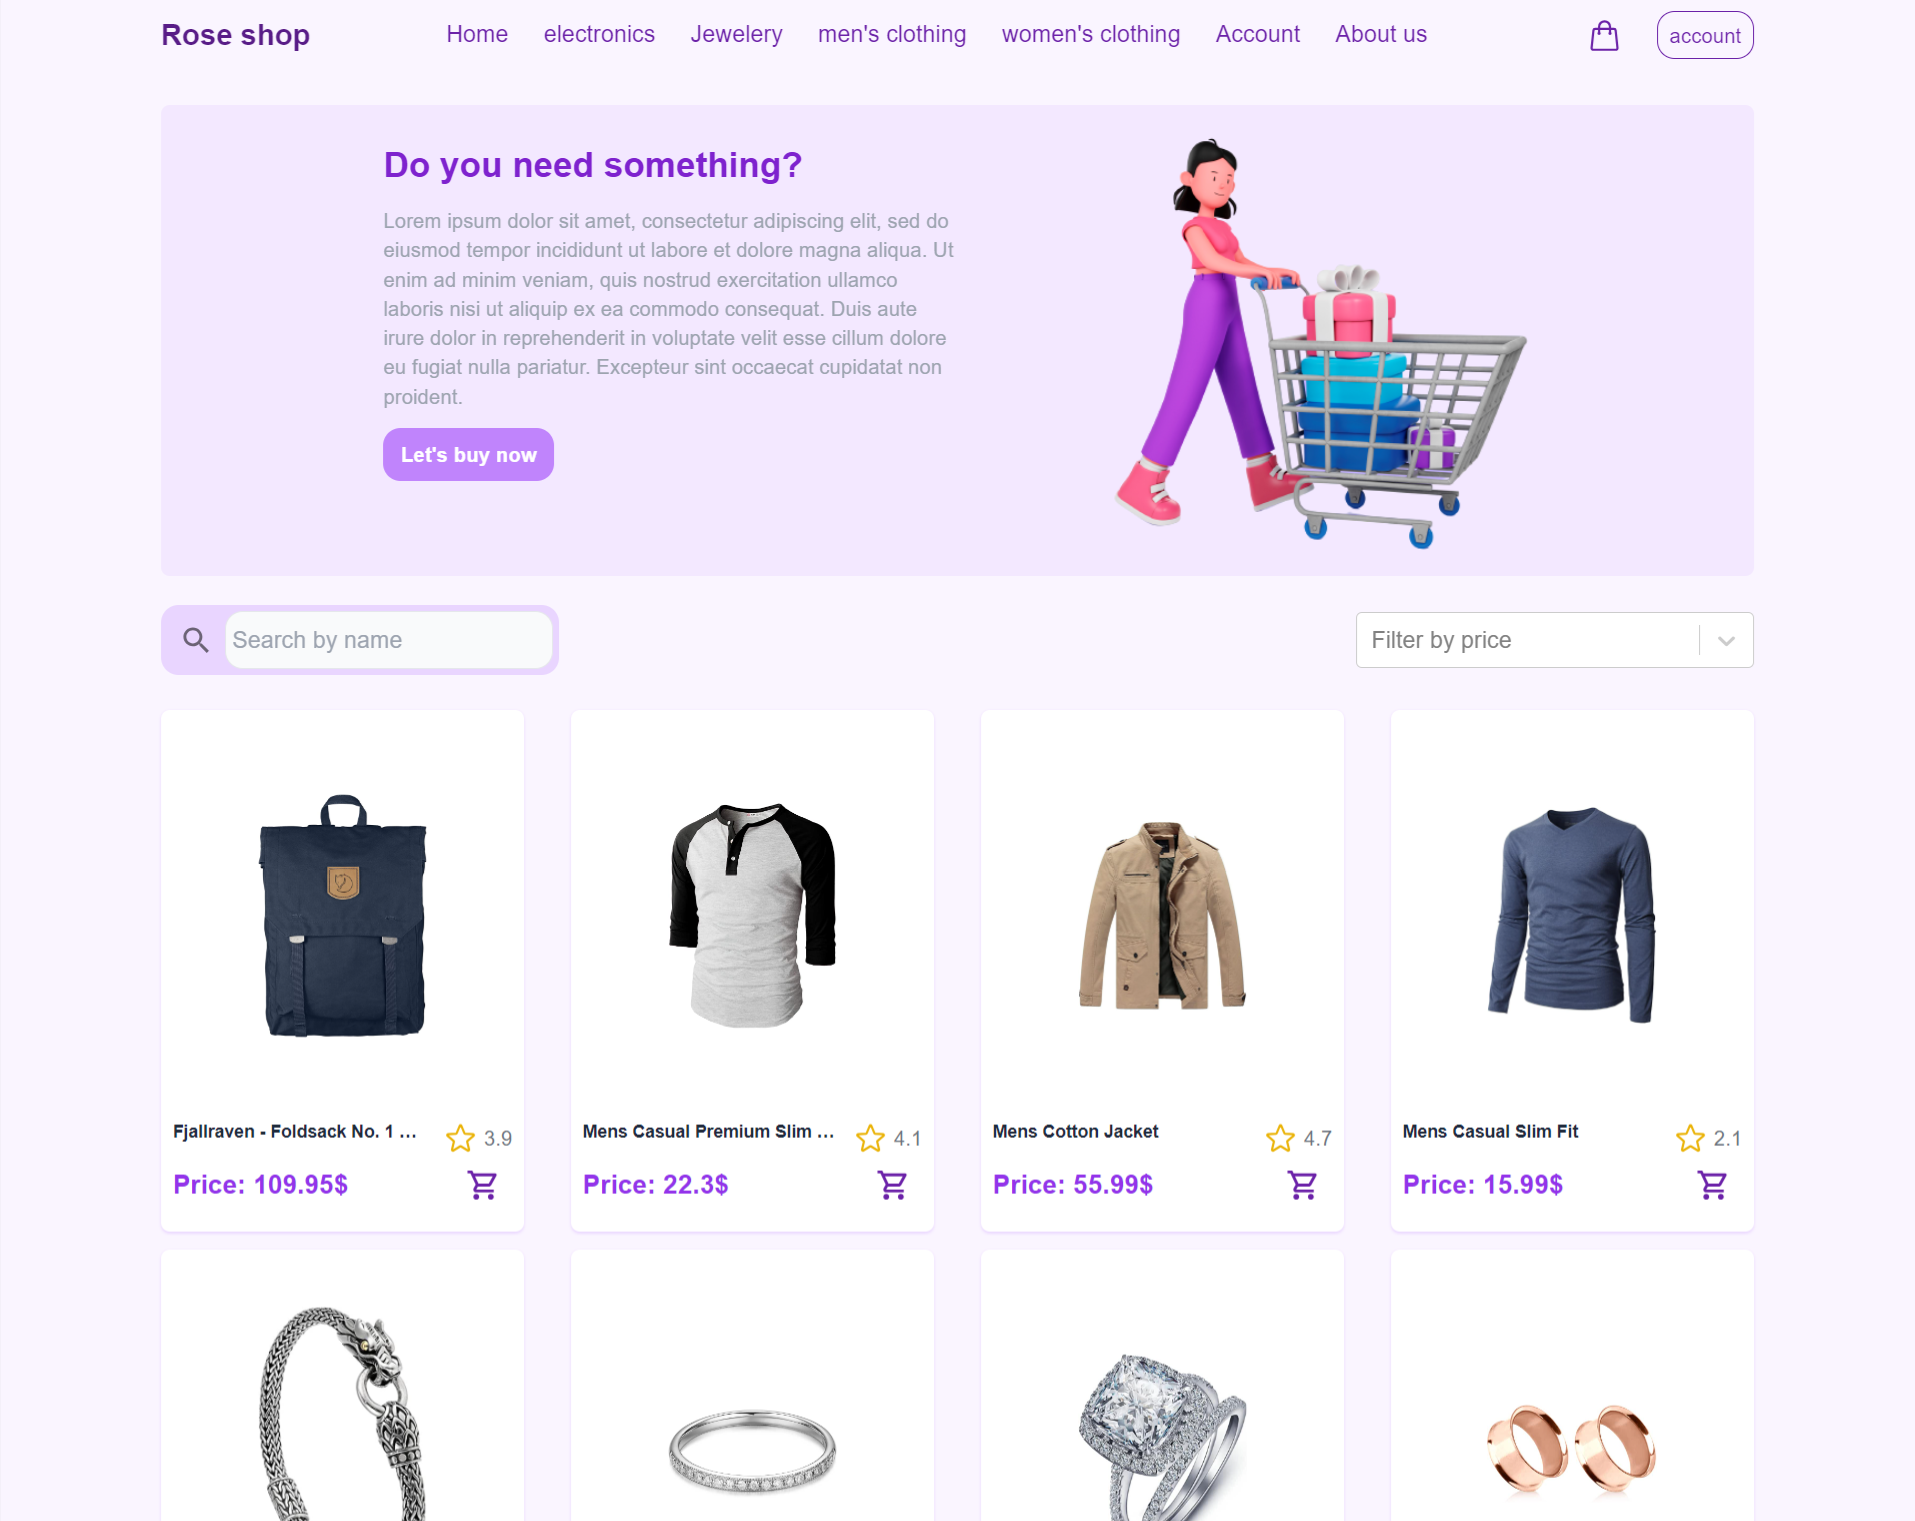 Rose shop
Home electronics Jewelery men's clothing women's clothing Account About us
account
Do you need something?
Lorem ipsum dolor sit amet, consectetur adipiscing elit, sed do
eiusmod tempor incididunt ut labore et dolore magna aliqua. Ut
enim ad minim veniam, quis nostrud exercitation ullamco
laboris nisi ut aliquip ex ea commodo consequat. Duis aute
irure dolor in reprehenderit in voluptate velit esse cillum dolore
eu fugiat nulla pariatur. Excepteur sint occaecat cupidatat non
proident.
Let's buy now
Search by name
Filter by price
Fjallraven - Foldsack No. 1 ...
3.9
Price: 109.95$
Mens Casual Premium Slim ...
4.1
Price: 22.3$
Mens Cotton Jacket
4.7
Price: 55.99$
Mens Casual Slim Fit
2.1
Price: 15.99$